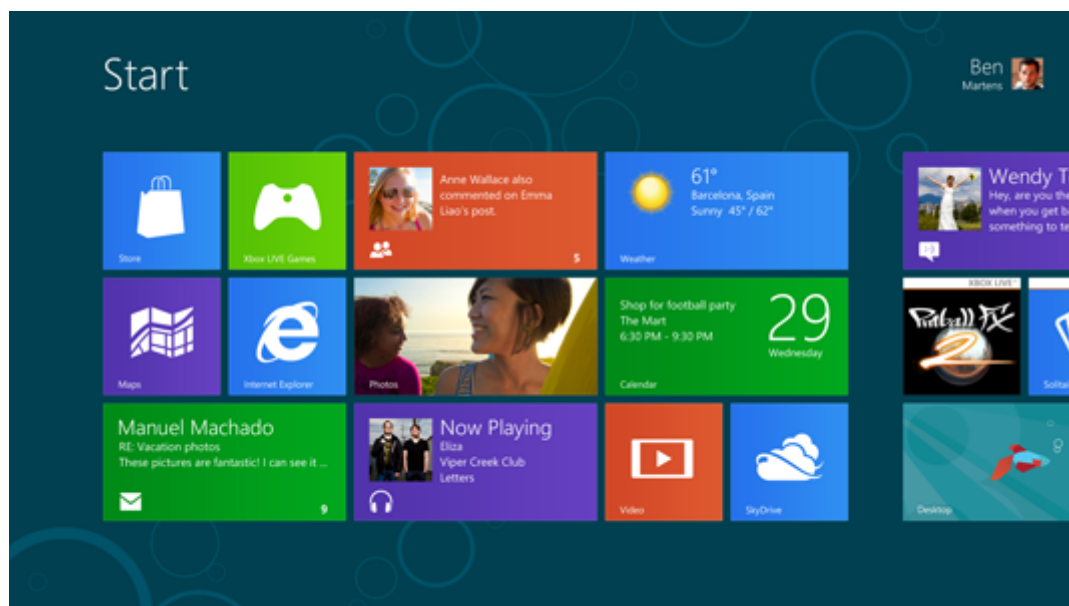 Start
Ben
Martens
Store
Xbox LIVE Games
Anne Wallace also
commented on Emma
Liao's post.
5
61°
Barcelona, Spain
Sunny 45° / 62°
Weather
Wendy T
Hey, are you the
when you get ba
something to te
Maps
Internet Explorer
Photos
Shop for football party
The Mart
6:30 PM - 9:30 PM
29
Wednesday
Calendar
XBOX LIVE
Pinball FX
2
Solitai
Manuel Machado
RE: Vacation photos
These pictures are fantastic! I can see it ...
9
Now Playing
Eliza
Viper Creek Club
Letters
Video
SkyDrive
Desktop